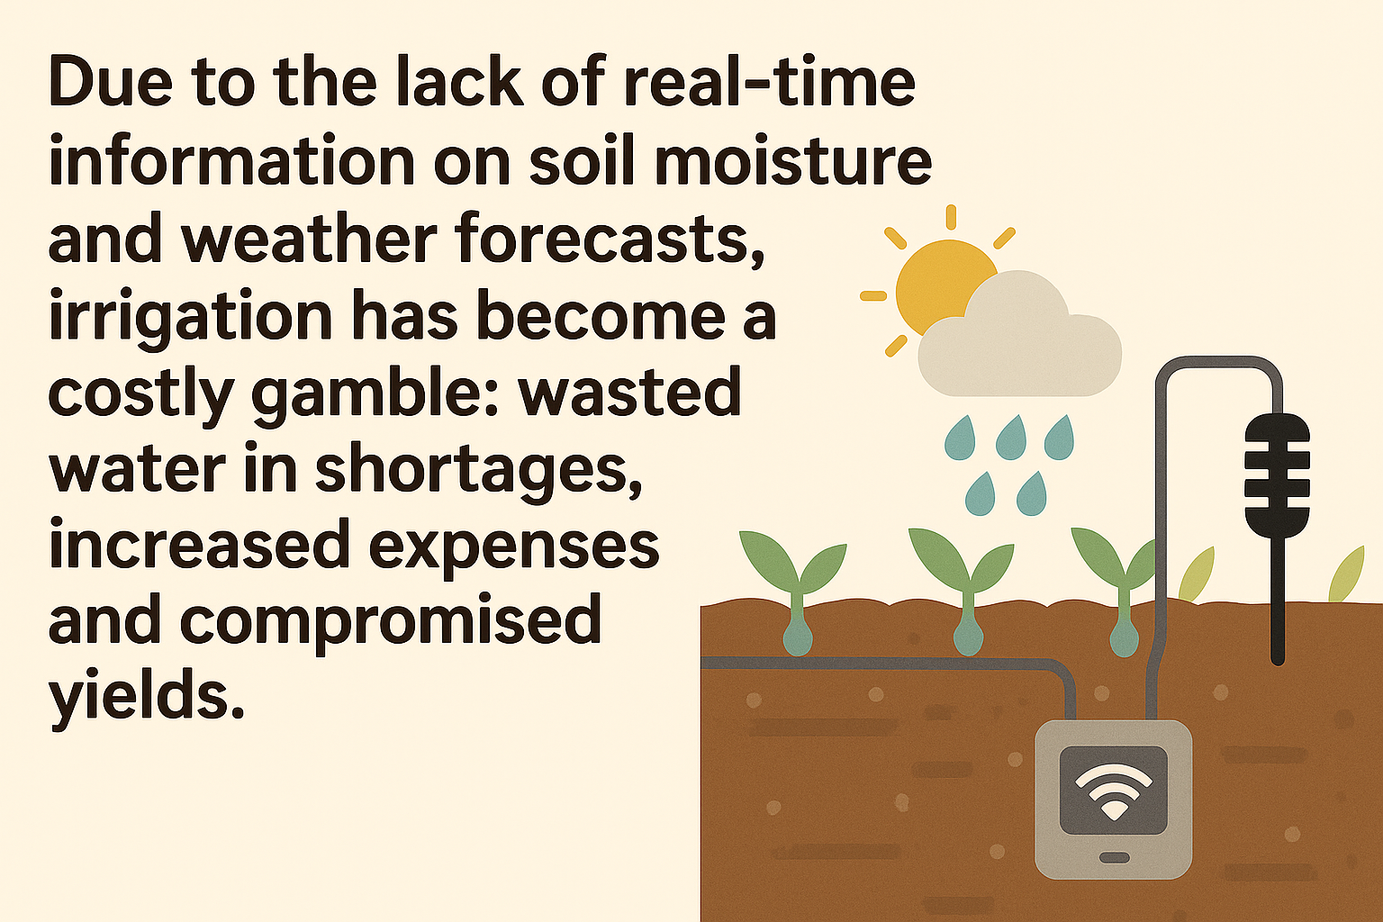 Due to the lack of real-time
information on soil moisture
and weather forecasts,
irrigation has become a
costly gamble: wasted
water in shortages,
increased expenses
and compromised
yields.